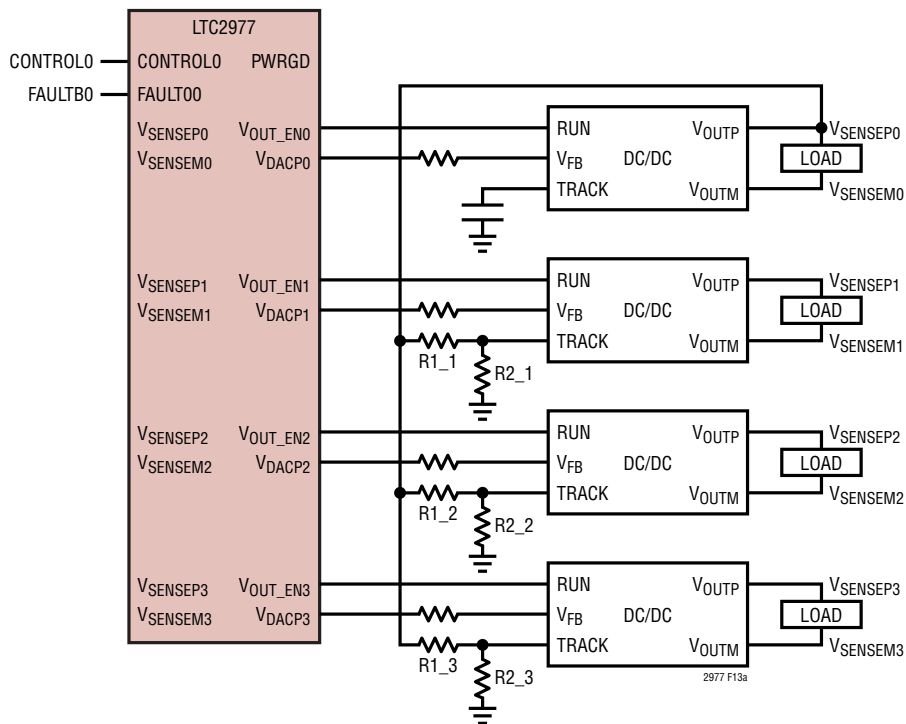 LTC2977
CONTROL0 CONTROL0 PWRGD
FAULTB0 FAULT00
VSENSEP0 VOUT_EN0 RUN VOUTP VSENSEP0
VSENSEM0 VDACP0 VFB DC/DC LOAD
TRACK VOUTM VSENSEM0
VSENSEP1 VOUT_EN1 RUN VOUTP VSENSEP1
VSENSEM1 VDACP1 VFB DC/DC LOAD
TRACK VOUTM VSENSEM1
R1_1
R2_1
VSENSEP2 VOUT_EN2 RUN VOUTP VSENSEP2
VSENSEM2 VDACP2 VFB DC/DC LOAD
TRACK VOUTM VSENSEM2
R1_2
R2_2
VSENSEP3 VOUT_EN3 RUN VOUTP VSENSEP3
VSENSEM3 VDACP3 VFB DC/DC LOAD
TRACK VOUTM VSENSEM3
R1_3
R2_3
2977 F13a